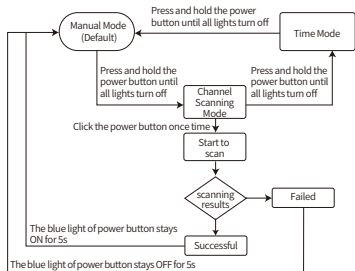 Press and hold the power
button until all lights turn off
Manual Mode
(Default)
Time Mode
Press and hold the
power button until
all lights turn off
Channel
Scanning
Mode
Press and hold the
power button until
all lights turn off
Click the power button once time
Start to
scan
scanning
results
Failed
The blue light of power button stays
ON for 5s
Successful
The blue light of power button stays OFF for 5s